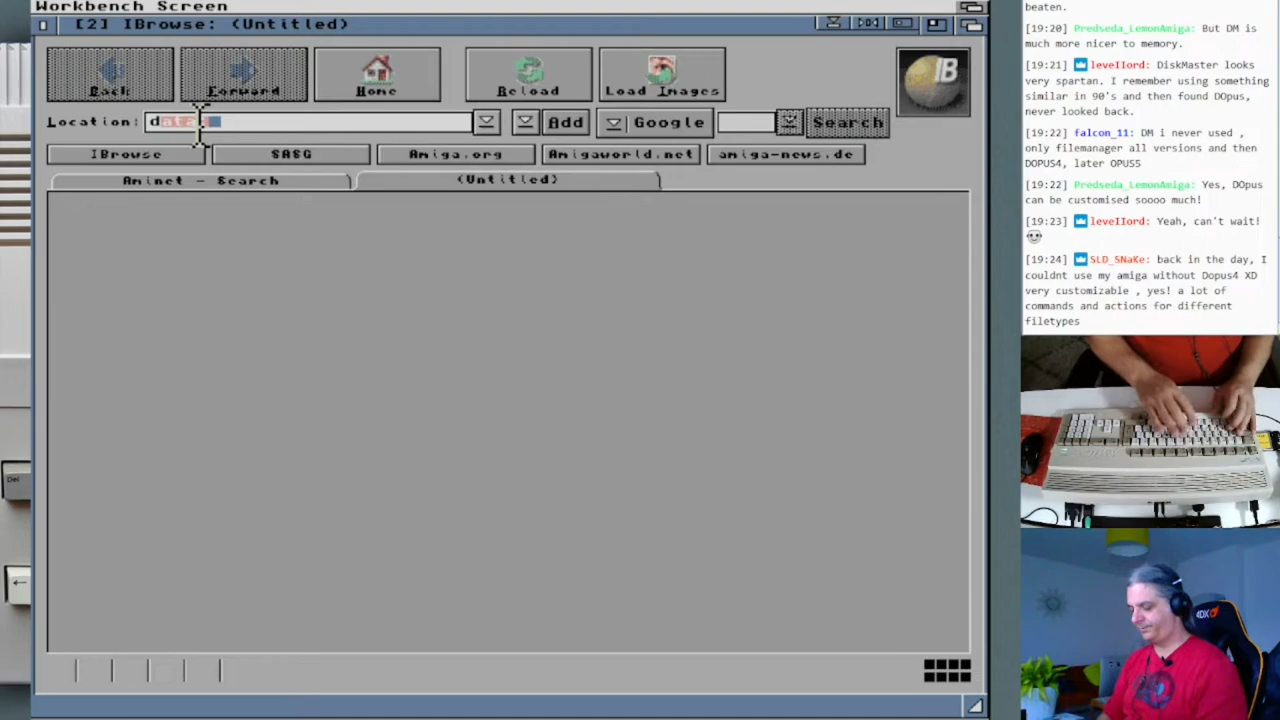 Workbench Screen
[2] IBrowse: (Untitled)
Back
Forward
Home
Reload
Load Images
IB
Location: data:
Add
Google
Search
IBrowse
SASG
Amiga.org
Amigaworld.net
amiga-news.de
Aminet - Search
(Untitled)
beaten.
[19:20] Predseda_LemonAmiga: But DM is
much more nicer to memory.
[19:21] leveIIord: DiskMaster looks
very spartan. I remember using something
similar in 90's and then found DOpus,
never looked back.
[19:22] falcon_11: DM i never used ,
only filemanager all versions and then
DOPUS4, later OPUS5
[19:22] Predseda_LemonAmiga: Yes, DOpus
can be customised soooo much!
[19:23] leveIIord: Yeah, can't wait!
[19:24] SLD_SNaKe: back in the day, I
couldnt use my amiga without Dopus4 XD
very customizable , yes! a lot of
commands and actions for different
filetypes
Del
4DX